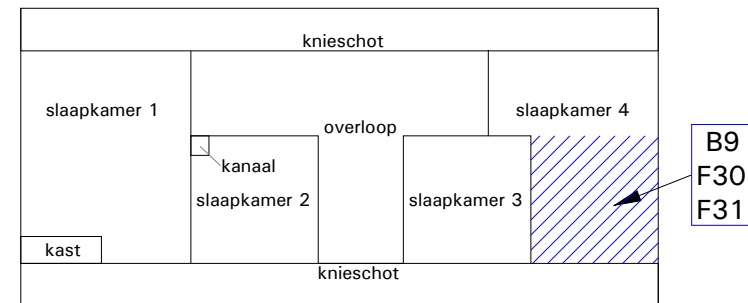 knieschot
slaapkamer 1
slaapkamer 4
overloop
kanaal
slaapkamer 2
slaapkamer 3
kast
knieschot
B9
F30
F31